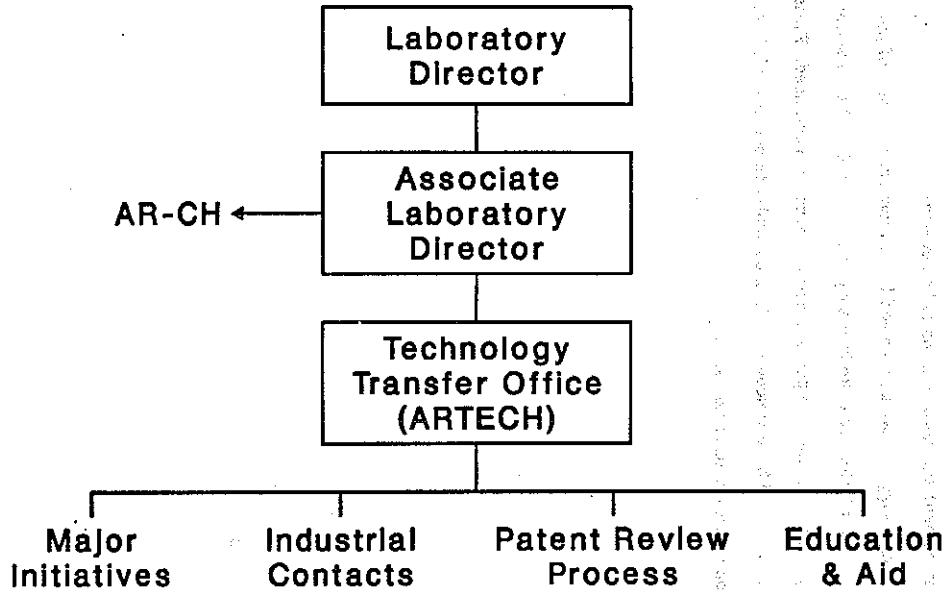 Laboratory
Director
Associate
Laboratory
Director
AR-CH
Technology
Transfer Office
(ARTECH)
Major
Initiatives
Industrial
Contacts
Patent Review
Process
Education
& Aid